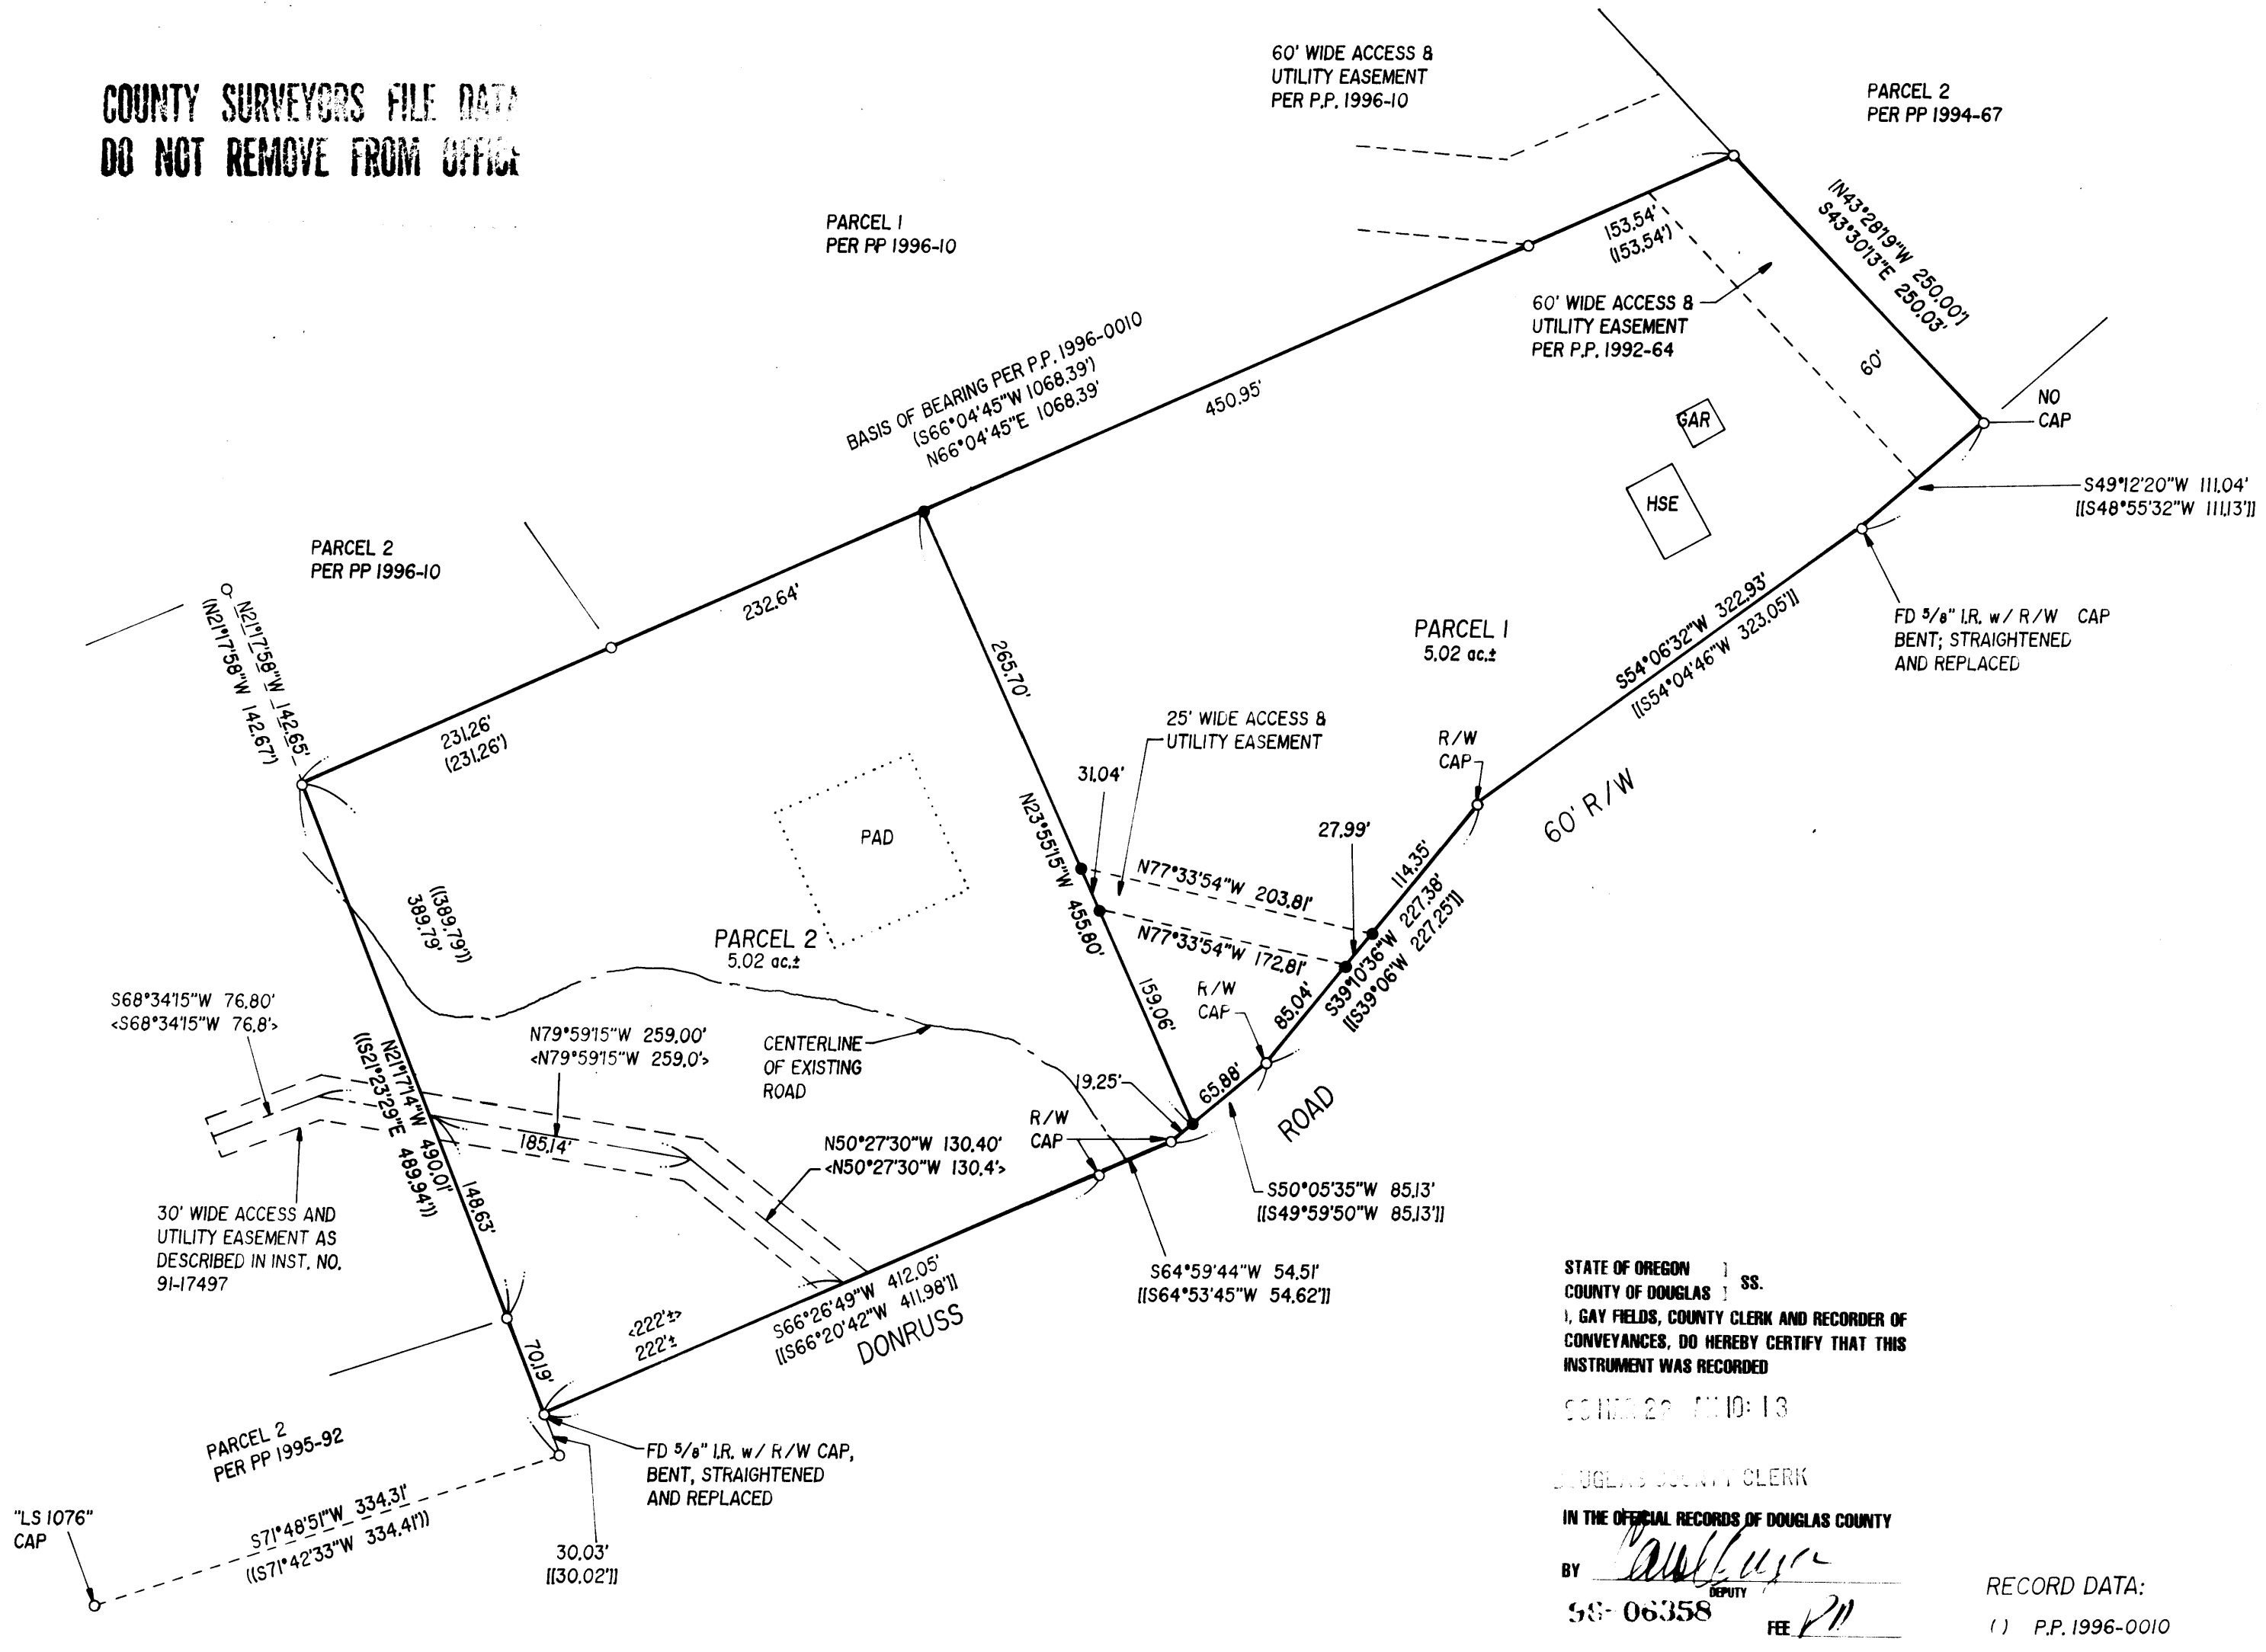 COUNTY SURVEYORS FILE DATA
DO NOT REMOVE FROM OFFICE
60' WIDE ACCESS &
UTILITY EASEMENT
PER P.P. 1996-10
PARCEL 2
PER PP 1994-67
PARCEL 1
PER PP 1996-10
[N43°28'19"W 250.00']
S43°30'13"E 250.03'
153.54'
(153.54')
60' WIDE ACCESS &
UTILITY EASEMENT
PER P.P. 1992-64
60'
BASIS OF BEARING PER P.P. 1996-0010
(S66°04'45"W 1068.39')
N66°04'45"E 1068.39'
450.95'
GAR
HSE
NO
CAP
S49°12'20"W 111.04'
[[S48°55'32"W 111.13']]
PARCEL 2
PER PP 1996-10
232.64'
N21°17'58"W 142.65'
(N21°17'58"W 142.67')
231.26'
(231.26')
265.70'
PARCEL 1
5.02 ac.±
S54°06'32"W 322.93'
[[S54°04'46"W 323.05']]
FD 5/8" I.R. w/ R/W CAP
BENT; STRAIGHTENED
AND REPLACED
25' WIDE ACCESS &
UTILITY EASEMENT
R/W
CAP
31.04'
60' R/W
PAD
N23°55'15"W 455.80'
27.99'
N77°33'54"W 203.81'
N77°33'54"W 172.81'
114.35'
S39°10'36"W 227.38'
[[S39°06"W 227.25']]
((389.79'))
389.79'
PARCEL 2
5.02 ac.±
159.06'
R/W
CAP
85.04'
S68°34'15"W 76.80'
<S68°34'15"W 76.8'>
N79°59'15"W 259.00'
<N79°59'15"W 259.0'>
CENTERLINE
OF EXISTING
ROAD
19.25'
65.88'
ROAD
R/W
CAP
185.14'
N21°17'14"W 490.01'
((S21°23'29"E 489.94'))
148.63'
N50°27'30"W 130.40'
<N50°27'30"W 130.4'>
S50°05'35"W 85.13'
[[S49°59'50"W 85.13']]
30' WIDE ACCESS AND
UTILITY EASEMENT AS
DESCRIBED IN INST. NO.
91-17497
S64°59'44"W 54.51'
[[S64°53'45"W 54.62']]
S66°26'49"W 412.05'
[[S66°20'42"W 411.98']]
DONRUSS
<222'±>
222'±
70.19'
PARCEL 2
PER PP 1995-92
FD 5/8" I.R. w/ R/W CAP,
BENT, STRAIGHTENED
AND REPLACED
"LS 1076"
CAP
S71°48'51"W 334.31'
((S71°42'33"W 334.41'))
30.03'
[[30.02']]
STATE OF OREGON
COUNTY OF DOUGLAS SS.
I, GAY FIELDS, COUNTY CLERK AND RECORDER OF
CONVEYANCES, DO HEREBY CERTIFY THAT THIS
INSTRUMENT WAS RECORDED
10:13
DOUGLAS COUNTY CLERK
IN THE OFFICIAL RECORDS OF DOUGLAS COUNTY
BY
DEPUTY
06358
FEE
RECORD DATA:
( ) P.P. 1996-0010